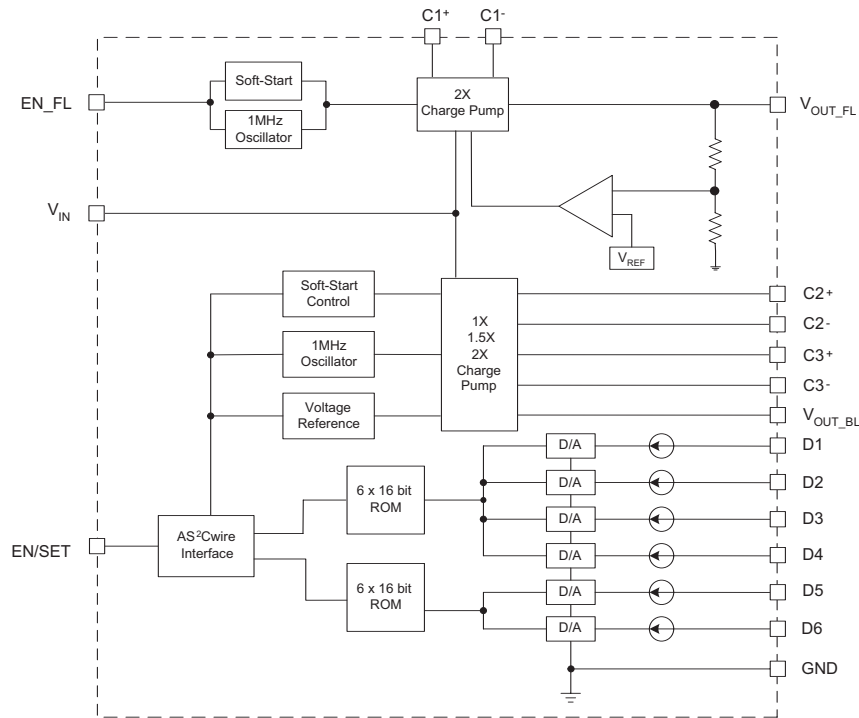 C1+ C1-
EN_FL
Soft-Start
1MHz
Oscillator
2X
Charge Pump
VOUT_FL
VIN
VREF
Soft-Start
Control
1MHz
Oscillator
Voltage
Reference
1X
1.5X
2X
Charge
Pump
C2+
C2-
C3+
C3-
VOUT_BL
D/A D1
D/A D2
D/A D3
D/A D4
D/A D5
D/A D6
6 x 16 bit
ROM
6 x 16 bit
ROM
EN/SET
AS²Cwire
Interface
GND